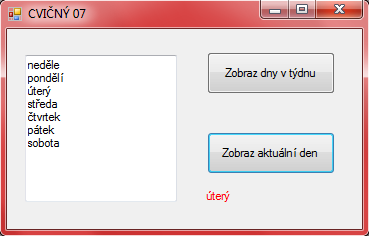 CVIČNÝ 07
neděle
pondělí
úterý
středa
čtvrtek
pátek
sobota
Zobraz dny v týdnu
Zobraz aktuální den
úterý